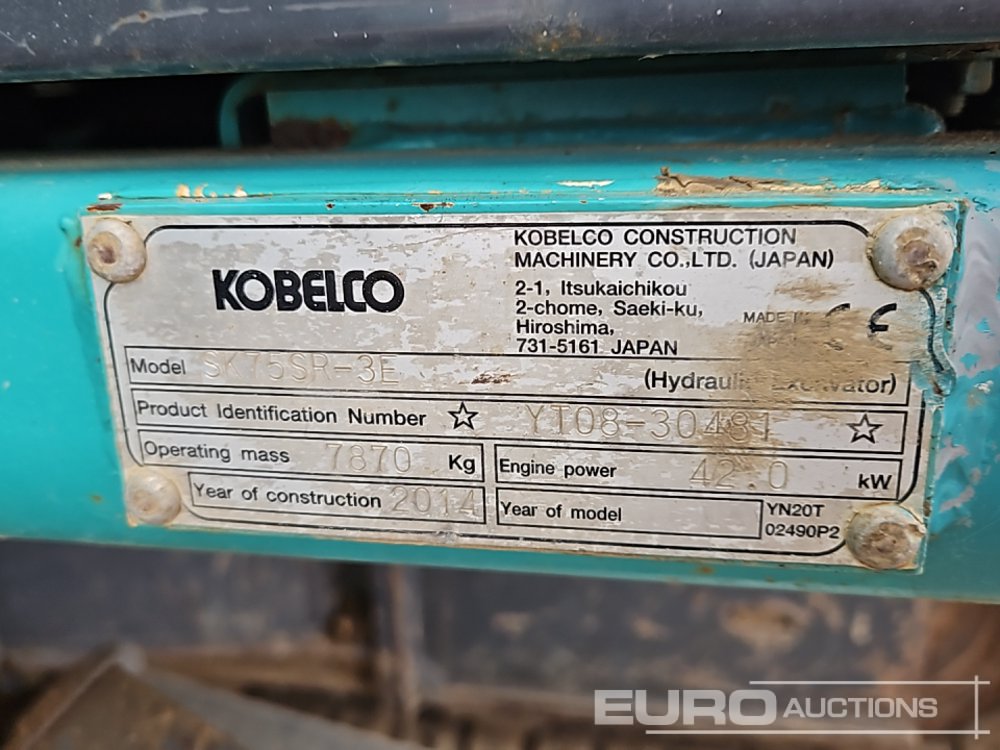 KOBELCO
KOBELCO CONSTRUCTION
MACHINERY CO.,LTD. (JAPAN)
2-1, Itsukaichikou
2-chome, Saeki-ku,
Hiroshima,
731-5161 JAPAN
MADE IN
CE
Model SK75SR-3E (Hydraulic Excavator)
Product Identification Number ☆ YT08-30481 ☆
Operating mass 7870 Kg
Engine power 42.0 kW
Year of construction 2014
Year of model
YN20T
02490P2
EURO AUCTIONS